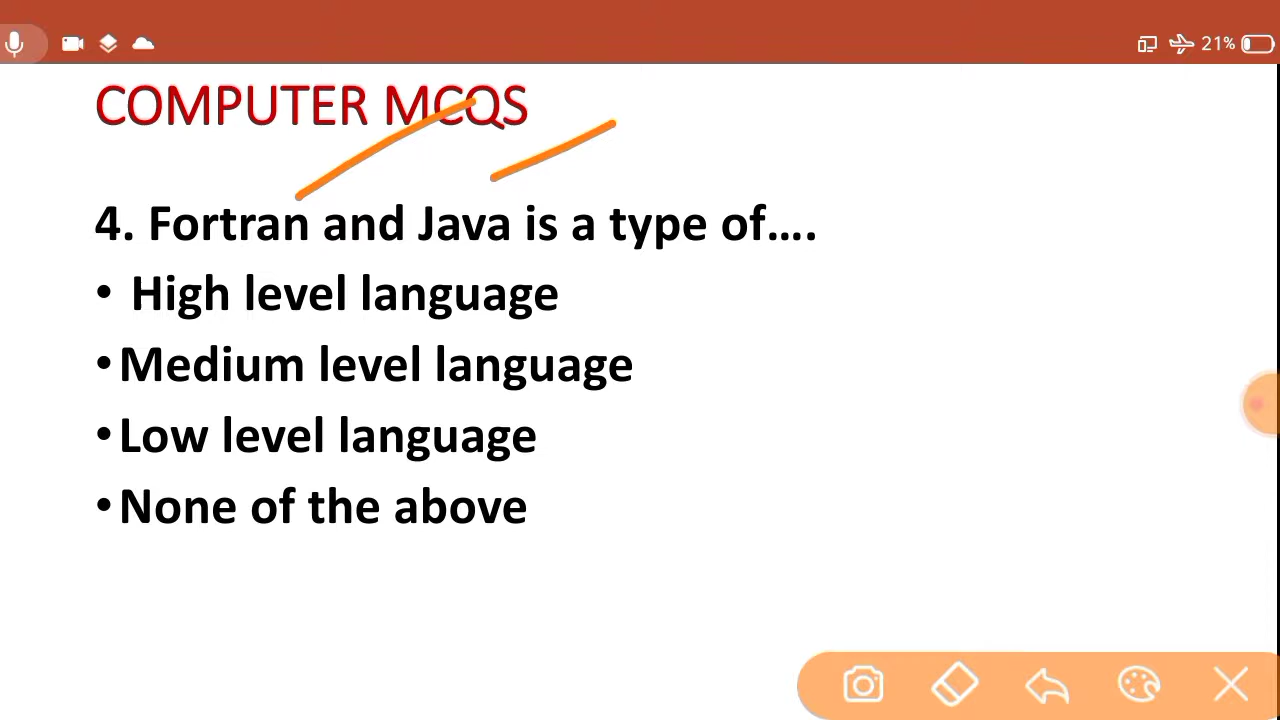 21%
COMPUTER MCQS
4. Fortran and Java is a type of….
• High level language
•Medium level language
•Low level language
•None of the above